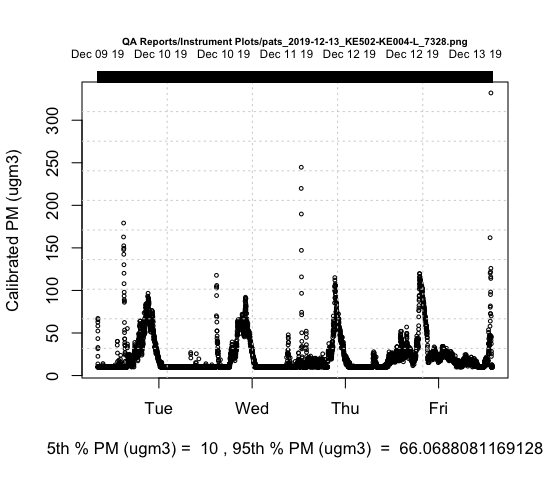 QA Reports/Instrument Plots/pats_2019-12-13_KE502-KE004-L_7328.png
Dec 09 19 Dec 10 19 Dec 10 19 Dec 11 19 Dec 12 19 Dec 12 19 Dec 13 19
Calibrated PM (ugm3)
300
250
200
150
100
50
0
Tue Wed Thu Fri
5th % PM (ugm3) = 10 , 95th % PM (ugm3) = 66.0688081169128